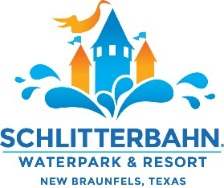 SCHLITTERBAHN.
WATERPARK & RESORT
NEW BRAUNFELS, TEXAS